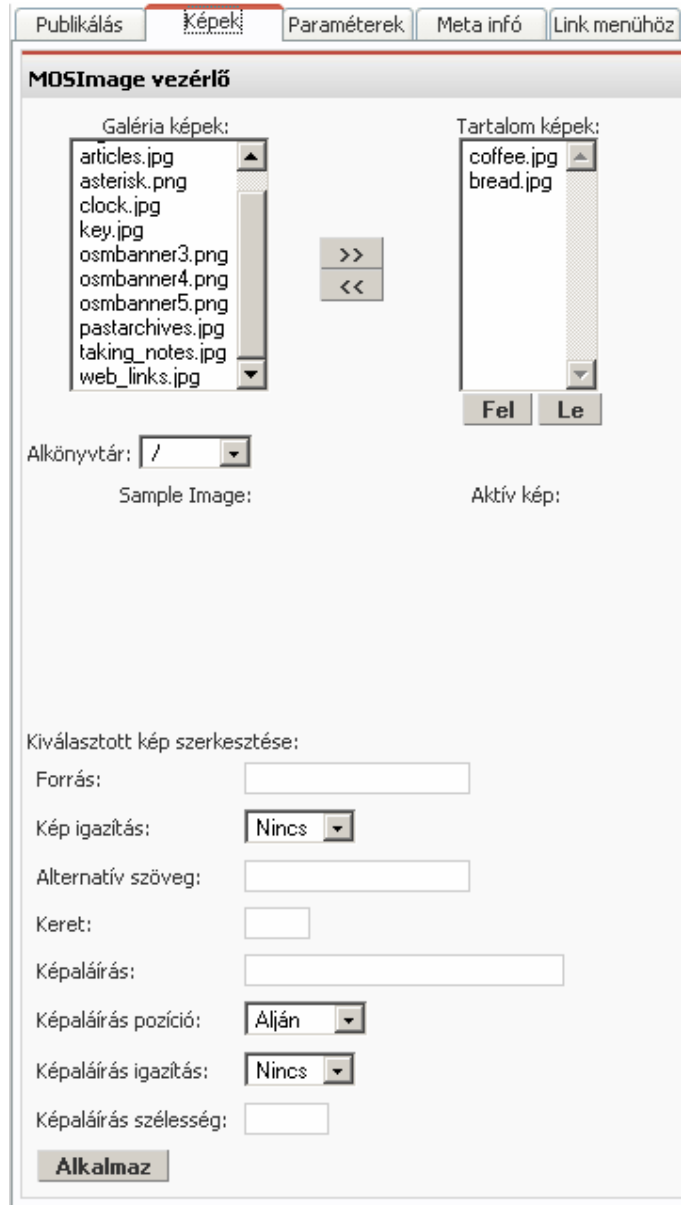 Publikálás Képek Paraméterek Meta infó Link menühöz
MOSImage vezérlő
Galéria képek: Tartalom képek:
articles.jpg
asterisk.png
clock.jpg
key.jpg
osmbanner3.png
osmbanner4.png
osmbanner5.png
pastarchives.jpg
taking_notes.jpg
web_links.jpg
>>
<<
coffee.jpg
bread.jpg
Fel Le
Alkönyvtár: /
Sample Image: Aktív kép:
Kiválasztott kép szerkesztése:
Forrás:
Kép igazítás: Nincs
Alternatív szöveg:
Keret:
Képaláírás:
Képaláírás pozíció: Alján
Képaláírás igazítás: Nincs
Képaláírás szélesség:
Alkalmaz